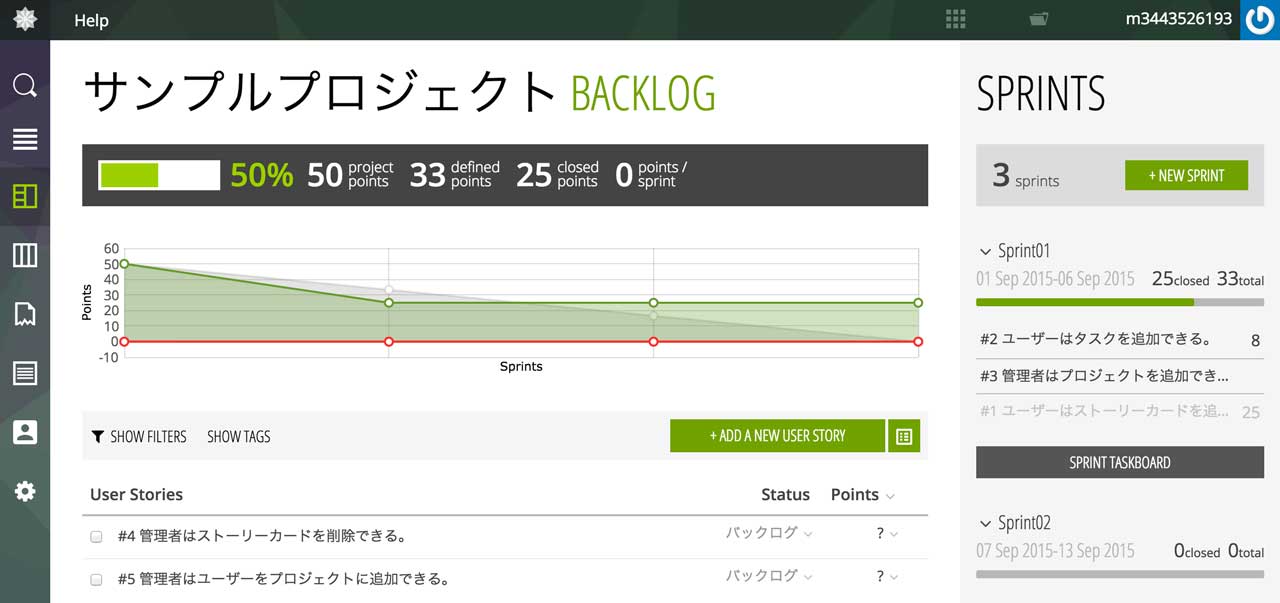 Help
m3443526193
サンプルプロジェクト BACKLOG
50% 50 project points 33 defined points 25 closed points 0 points / sprint
60
50
40
30
20
10
0
-10
Points
Sprints
SHOW FILTERS SHOW TAGS
+ ADD A NEW USER STORY
User Stories Status Points
#4 管理者はストーリーカードを削除できる。 バックログ ?
#5 管理者はユーザーをプロジェクトに追加できる。 バックログ ?
SPRINTS
3 sprints + NEW SPRINT
Sprint01
01 Sep 2015-06 Sep 2015 25closed 33total
#2 ユーザーはタスクを追加できる。 8
#3 管理者はプロジェクトを追加でき...
#1 ユーザーはストーリーカードを追... 25
SPRINT TASKBOARD
Sprint02
07 Sep 2015-13 Sep 2015 0closed 0total